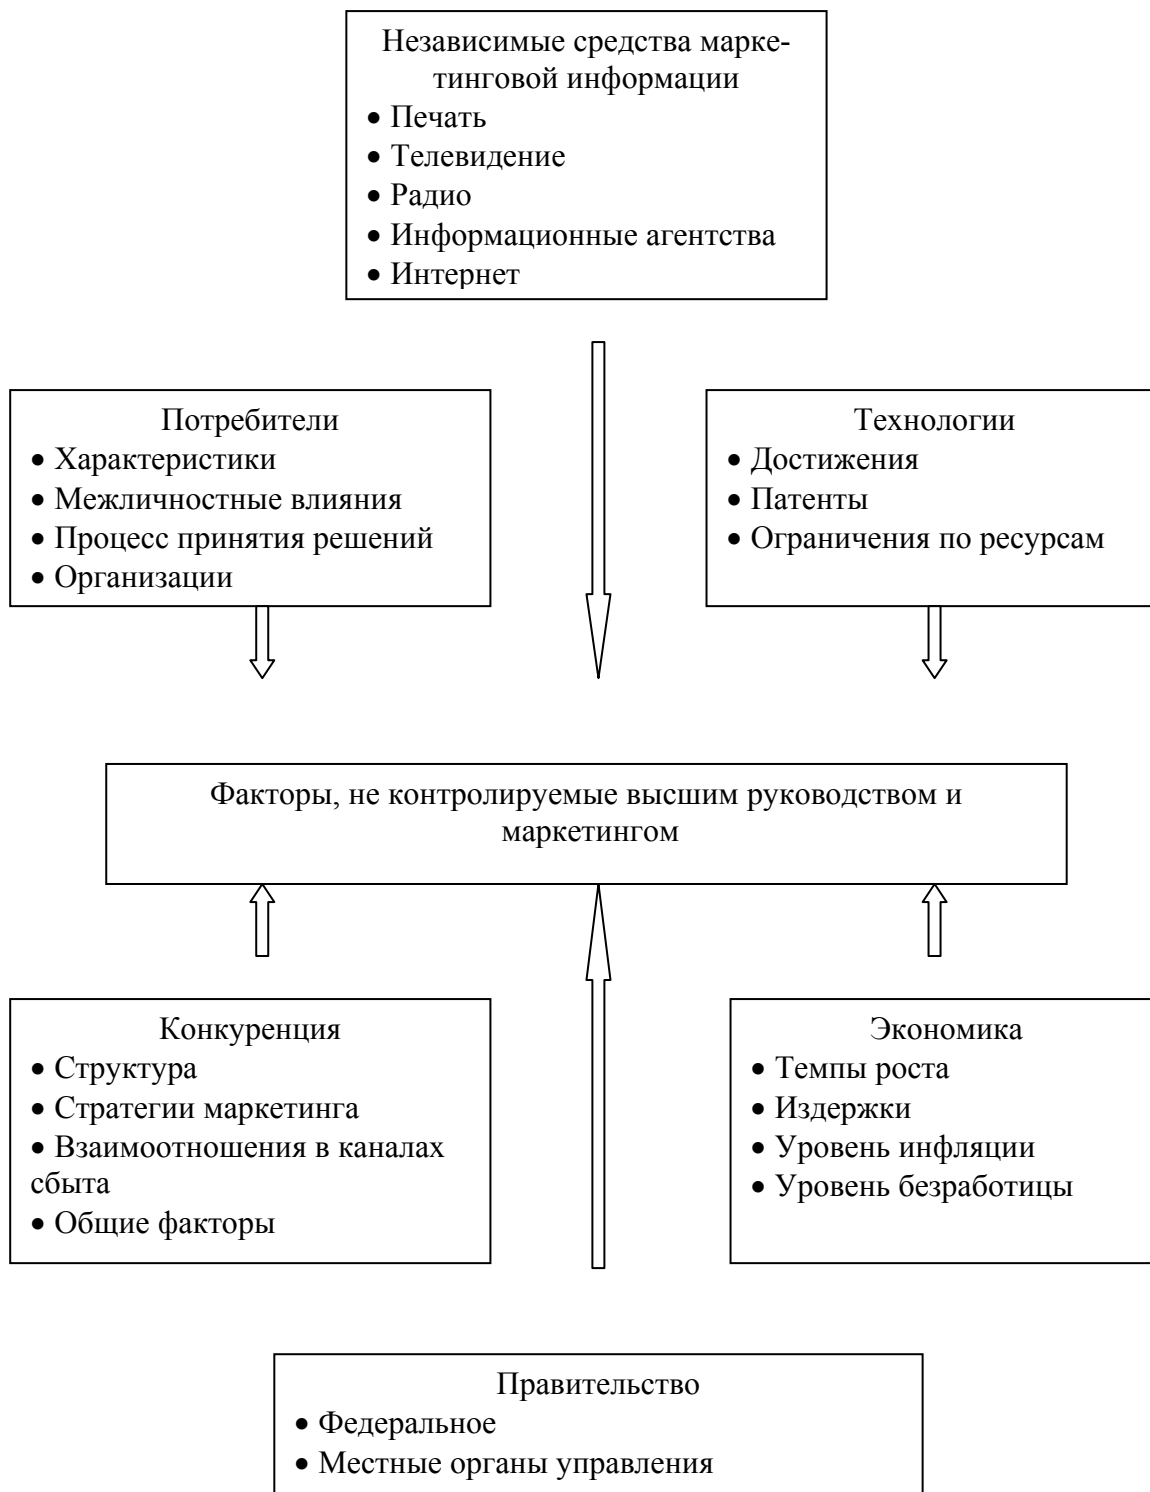 Независимые средства марке-
тинговой информации
• Печать
• Телевидение
• Радио
• Информационные агентства
• Интернет
Потребители
• Характеристики
• Межличностные влияния
• Процесс принятия решений
• Организации
Технологии
• Достижения
• Патенты
• Ограничения по ресурсам
Факторы, не контролируемые высшим руководством и
маркетингом
Конкуренция
• Структура
• Стратегии маркетинга
• Взаимоотношения в каналах
сбыта
• Общие факторы
Экономика
• Темпы роста
• Издержки
• Уровень инфляции
• Уровень безработицы
Правительство
• Федеральное
• Местные органы управления